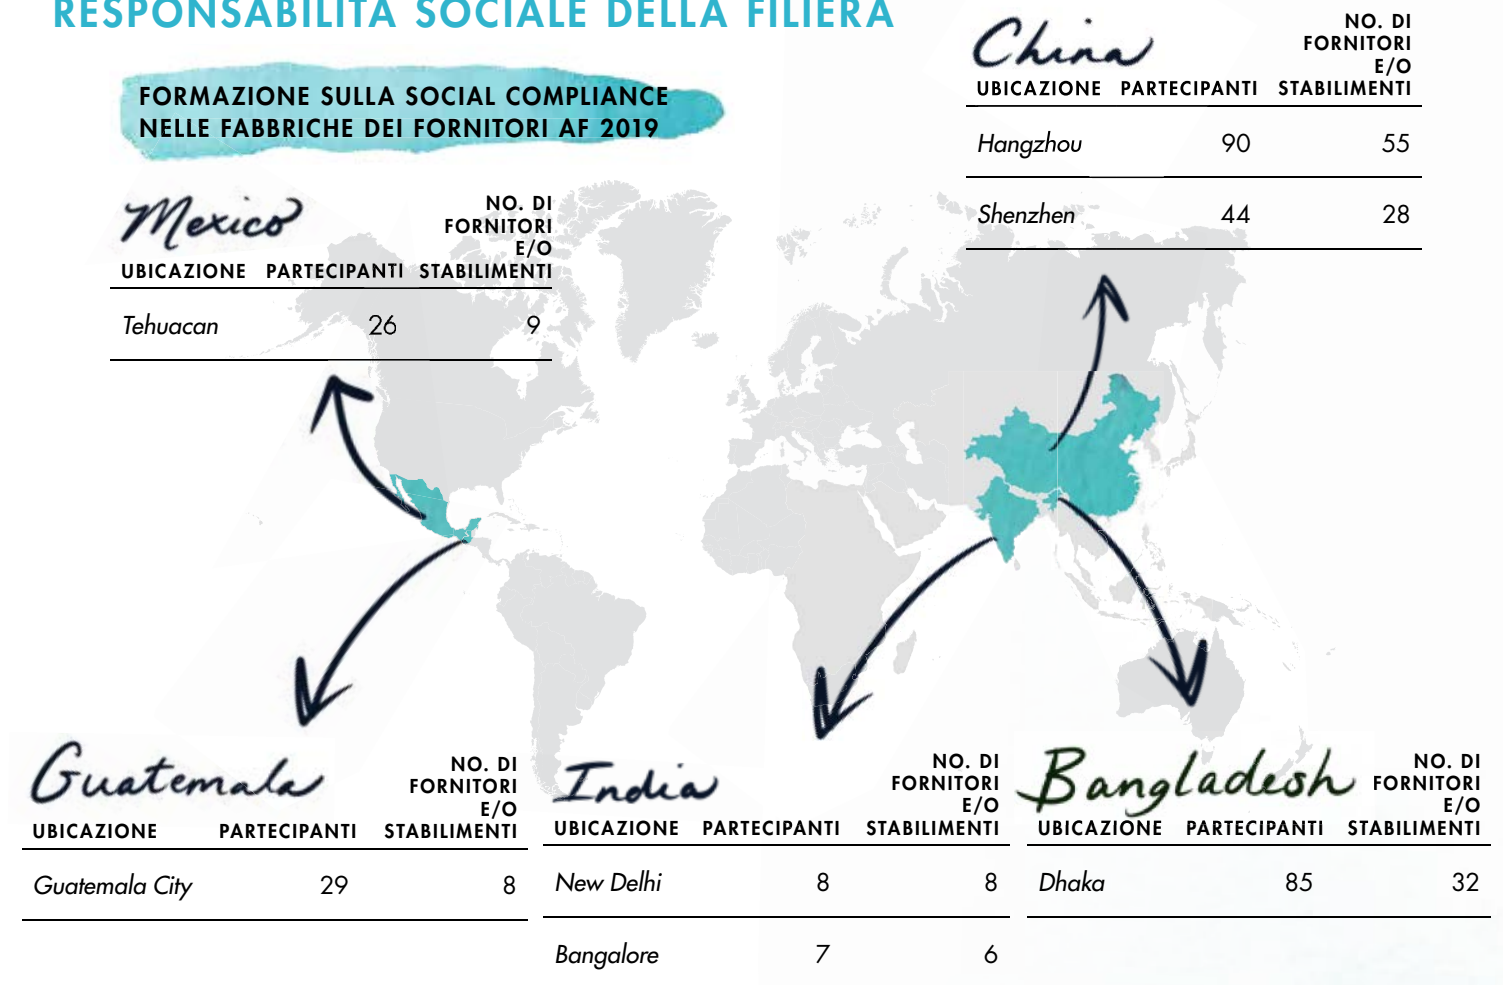 RESPONSABILITÀ SOCIALE DELLA FILIERA
FORMAZIONE SULLA SOCIAL COMPLIANCE
NELLE FABBRICHE DEI FORNITORI AF 2019
China
NO. DI
FORNITORI
E/O
UBICAZIONE PARTECIPANTI STABILIMENTI
Hangzhou 90 55
Shenzhen 44 28
Mexico
NO. DI
FORNITORI
E/O
UBICAZIONE PARTECIPANTI STABILIMENTI
Tehuacan 26 9
Guatemala
NO. DI
FORNITORI
E/O
UBICAZIONE PARTECIPANTI STABILIMENTI
Guatemala City 29 8
India
NO. DI
FORNITORI
E/O
UBICAZIONE PARTECIPANTI STABILIMENTI
New Delhi 8 8
Bangalore 7 6
Bangladesh
NO. DI
FORNITORI
E/O
UBICAZIONE PARTECIPANTI STABILIMENTI
Dhaka 85 32